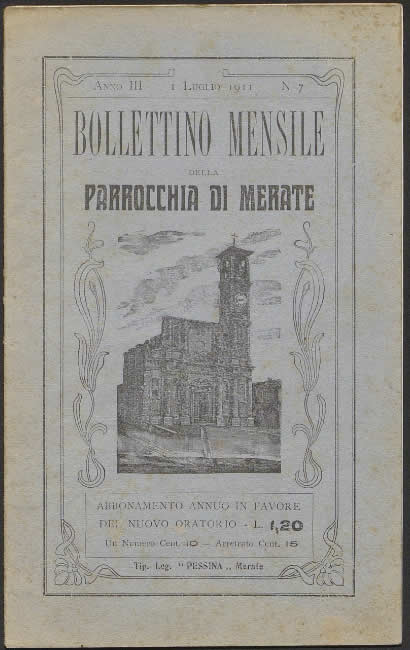 Anno III 1 Luglio 1911 N. 7
BOLLETTINO MENSILE
DELLA
PARROCCHIA DI MERATE
ABBONAMENTO ANNUO IN FAVORE
DEL NUOVO ORATORIO - L. 1,20
Un Numero Cent. 10 — Arretrato Cent. 15
Tip. Leg. " PESSINA „ Merate